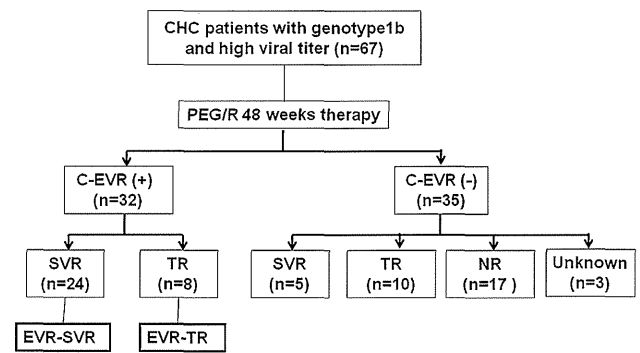 CHC patients with genotype1b
and high viral titer (n=67)
PEG/R 48 weeks therapy
C-EVR (+)
(n=32)
C-EVR (-)
(n=35)
SVR
(n=24)
TR
(n=8)
SVR
(n=5)
TR
(n=10)
NR
(n=17 )
Unknown
(n=3)
EVR-SVR
EVR-TR